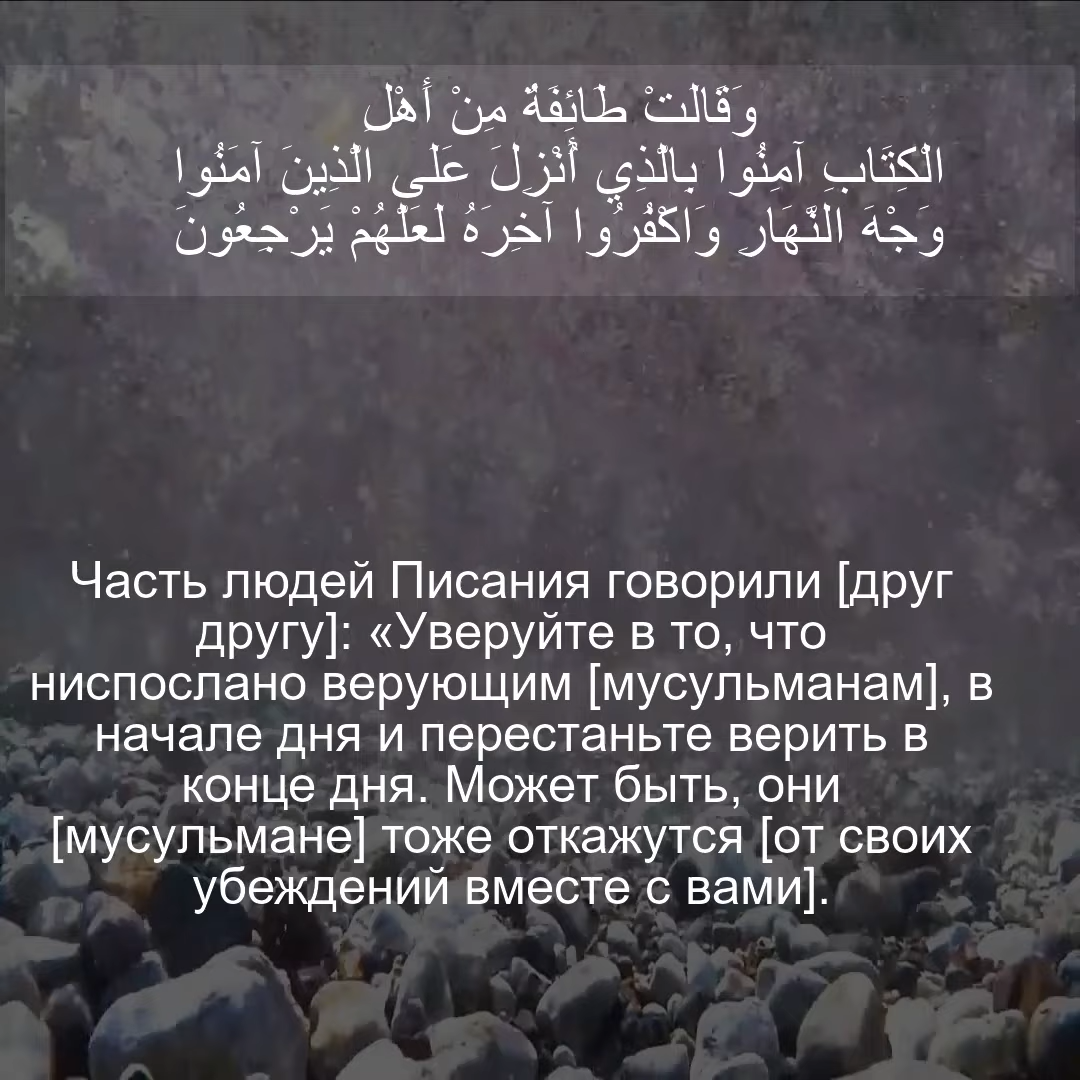 وَقَالَتْ طَائِفَةٌ مِنْ أَهْلِ
الْكِتَابِ آمِنُوا بِالَّذِي أُنْزِلَ عَلَى الَّذِينَ آمَنُوا
وَجْهَ النَّهَارِ وَاكْفُرُوا آخِرَهُ لَعَلَّهُمْ يَرْجِعُونَ
Часть людей Писания говорили [друг
другу]: «Уверуйте в то, что
ниспослано верующим [мусульманам], в
начале дня и перестаньте верить в
конце дня. Может быть, они
[мусульмане] тоже откажутся [от своих
убеждений вместе с вами].